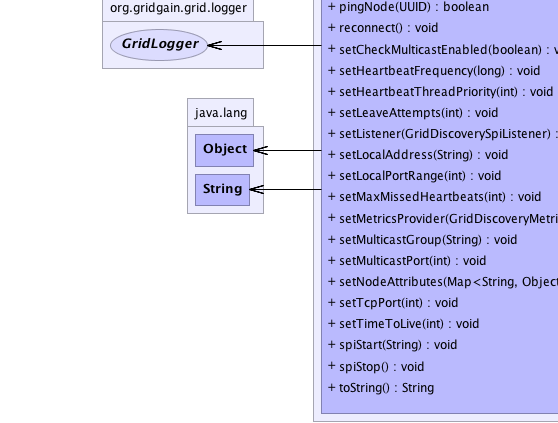 org.gridgain.grid.logger
GridLogger
java.lang
Object
String
+ pingNode(UUID) : boolean
+ reconnect() : void
+ setCheckMulticastEnabled(boolean) : v
+ setHeartbeatFrequency(long) : void
+ setHeartbeatThreadPriority(int) : void
+ setLeaveAttempts(int) : void
+ setListener(GridDiscoverySpiListener) :
+ setLocalAddress(String) : void
+ setLocalPortRange(int) : void
+ setMaxMissedHeartbeats(int) : void
+ setMetricsProvider(GridDiscoveryMetri
+ setMulticastGroup(String) : void
+ setMulticastPort(int) : void
+ setNodeAttributes(Map<String, Object
+ setTcpPort(int) : void
+ setTimeToLive(int) : void
+ spiStart(String) : void
+ spiStop() : void
+ toString() : String